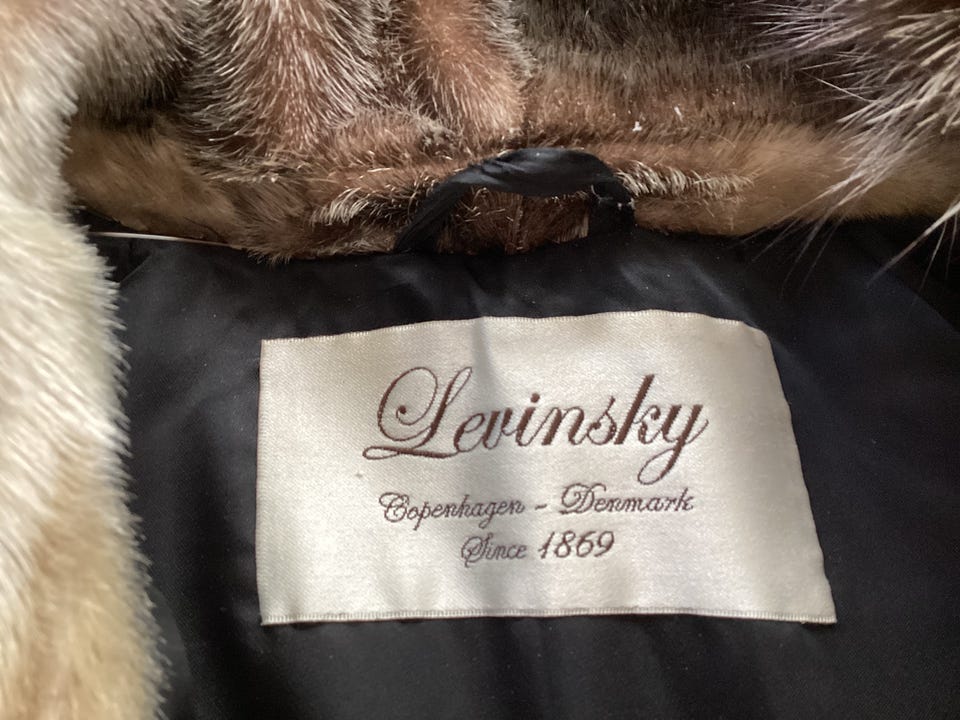 Levinsky
Copenhagen - Denmark
Since 1869